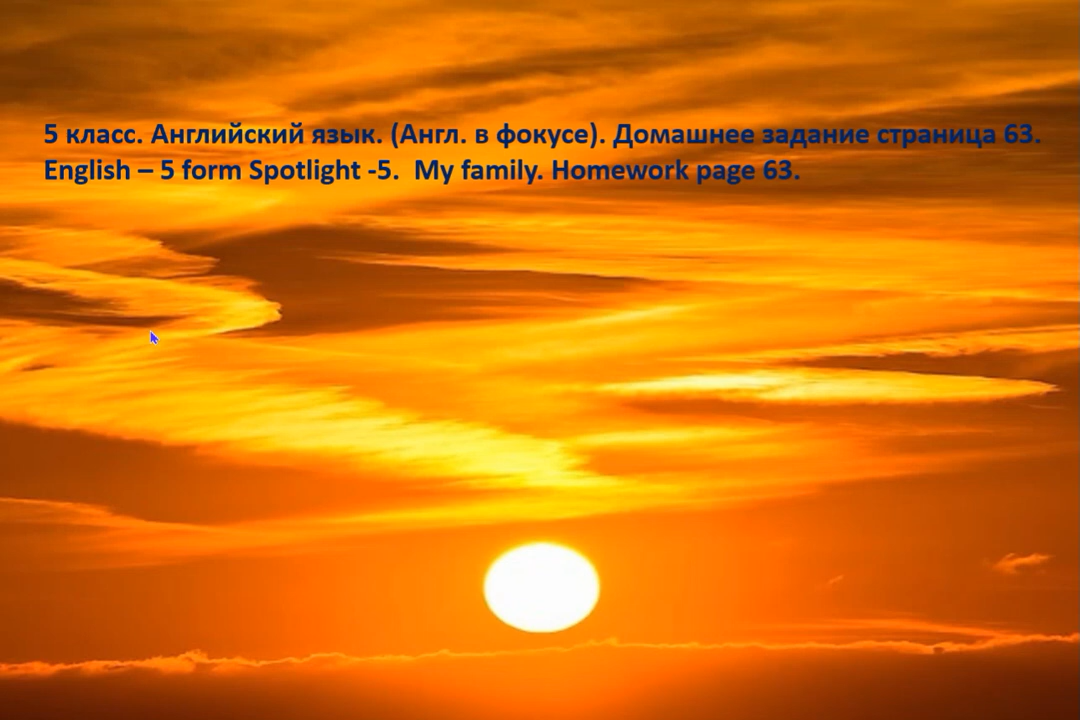 5 класс. Английский язык. (Англ. в фокусе). Домашнее задание страница 63.
English – 5 form Spotlight -5.  My family. Homework page 63.